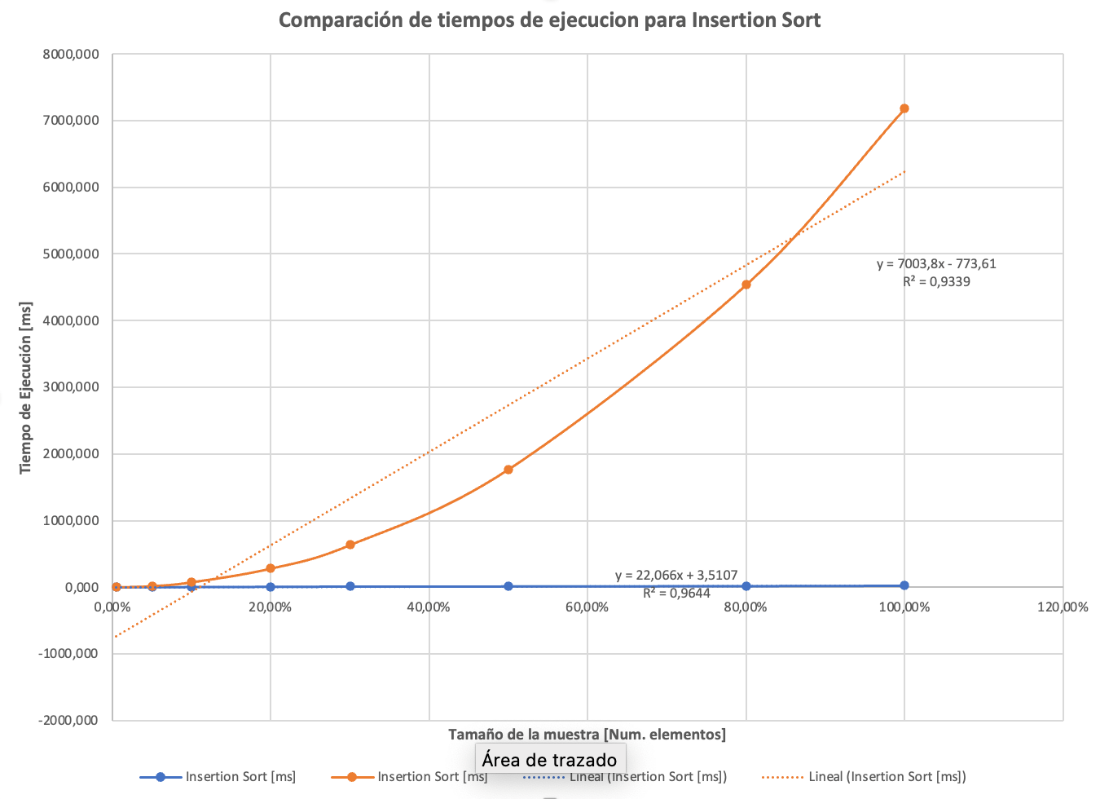 Comparación de tiempos de ejecucion para Insertion Sort
8000,000
7000,000
6000,000
5000,000
4000,000
3000,000
2000,000
1000,000
0,000
-1000,000
-2000,000
Tiempo de Ejecución [ms]
y = 7003,8x - 773,61
R² = 0,9339
y = 22,066x + 3,5107
R² = 0,9644
0,00% 20,00% 40,00% 60,00% 80,00% 100,00% 120,00%
Tamaño de la muestra [Num. elementos]
Área de trazado
Insertion Sort [ms] Insertion Sort [ms] Lineal (Insertion Sort [ms]) Lineal (Insertion Sort [ms])